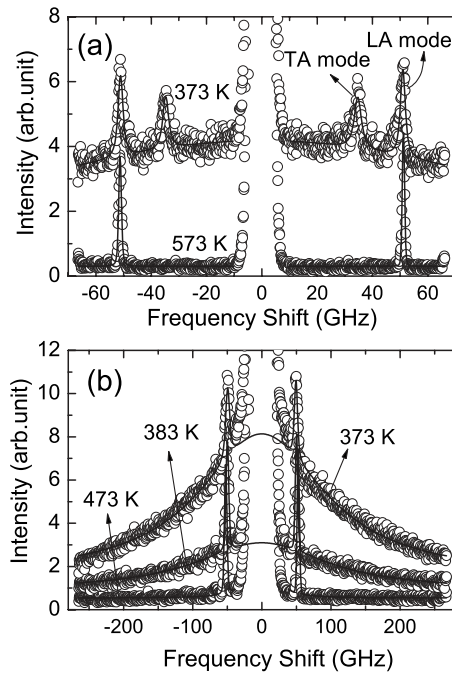 (a)
LA mode
TA mode
373 K
573 K
Intensity (arb.unit)
8
6
4
2
0
-60 -40 -20 0 20 40 60
Frequency Shift (GHz)
(b)
383 K
373 K
473 K
Intensity (arb.unit)
12
10
8
6
4
2
0
-200 -100 0 100 200
Frequency Shift (GHz)